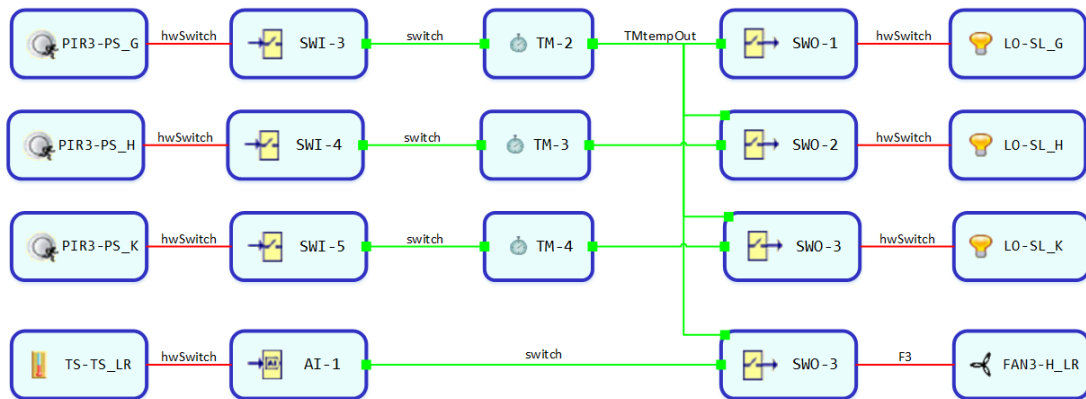 PIR3-PS_G hwSwitch SWI-3 switch TM-2 TMtempOut SWO-1 hwSwitch LO-SL_G
PIR3-PS_H hwSwitch SWI-4 switch TM-3 SWO-2 hwSwitch LO-SL_H
PIR3-PS_K hwSwitch SWI-5 switch TM-4 SWO-3 hwSwitch LO-SL_K
TS-TS_LR hwSwitch AI AI-1 switch SWO-3 F3 FAN3-H_LR